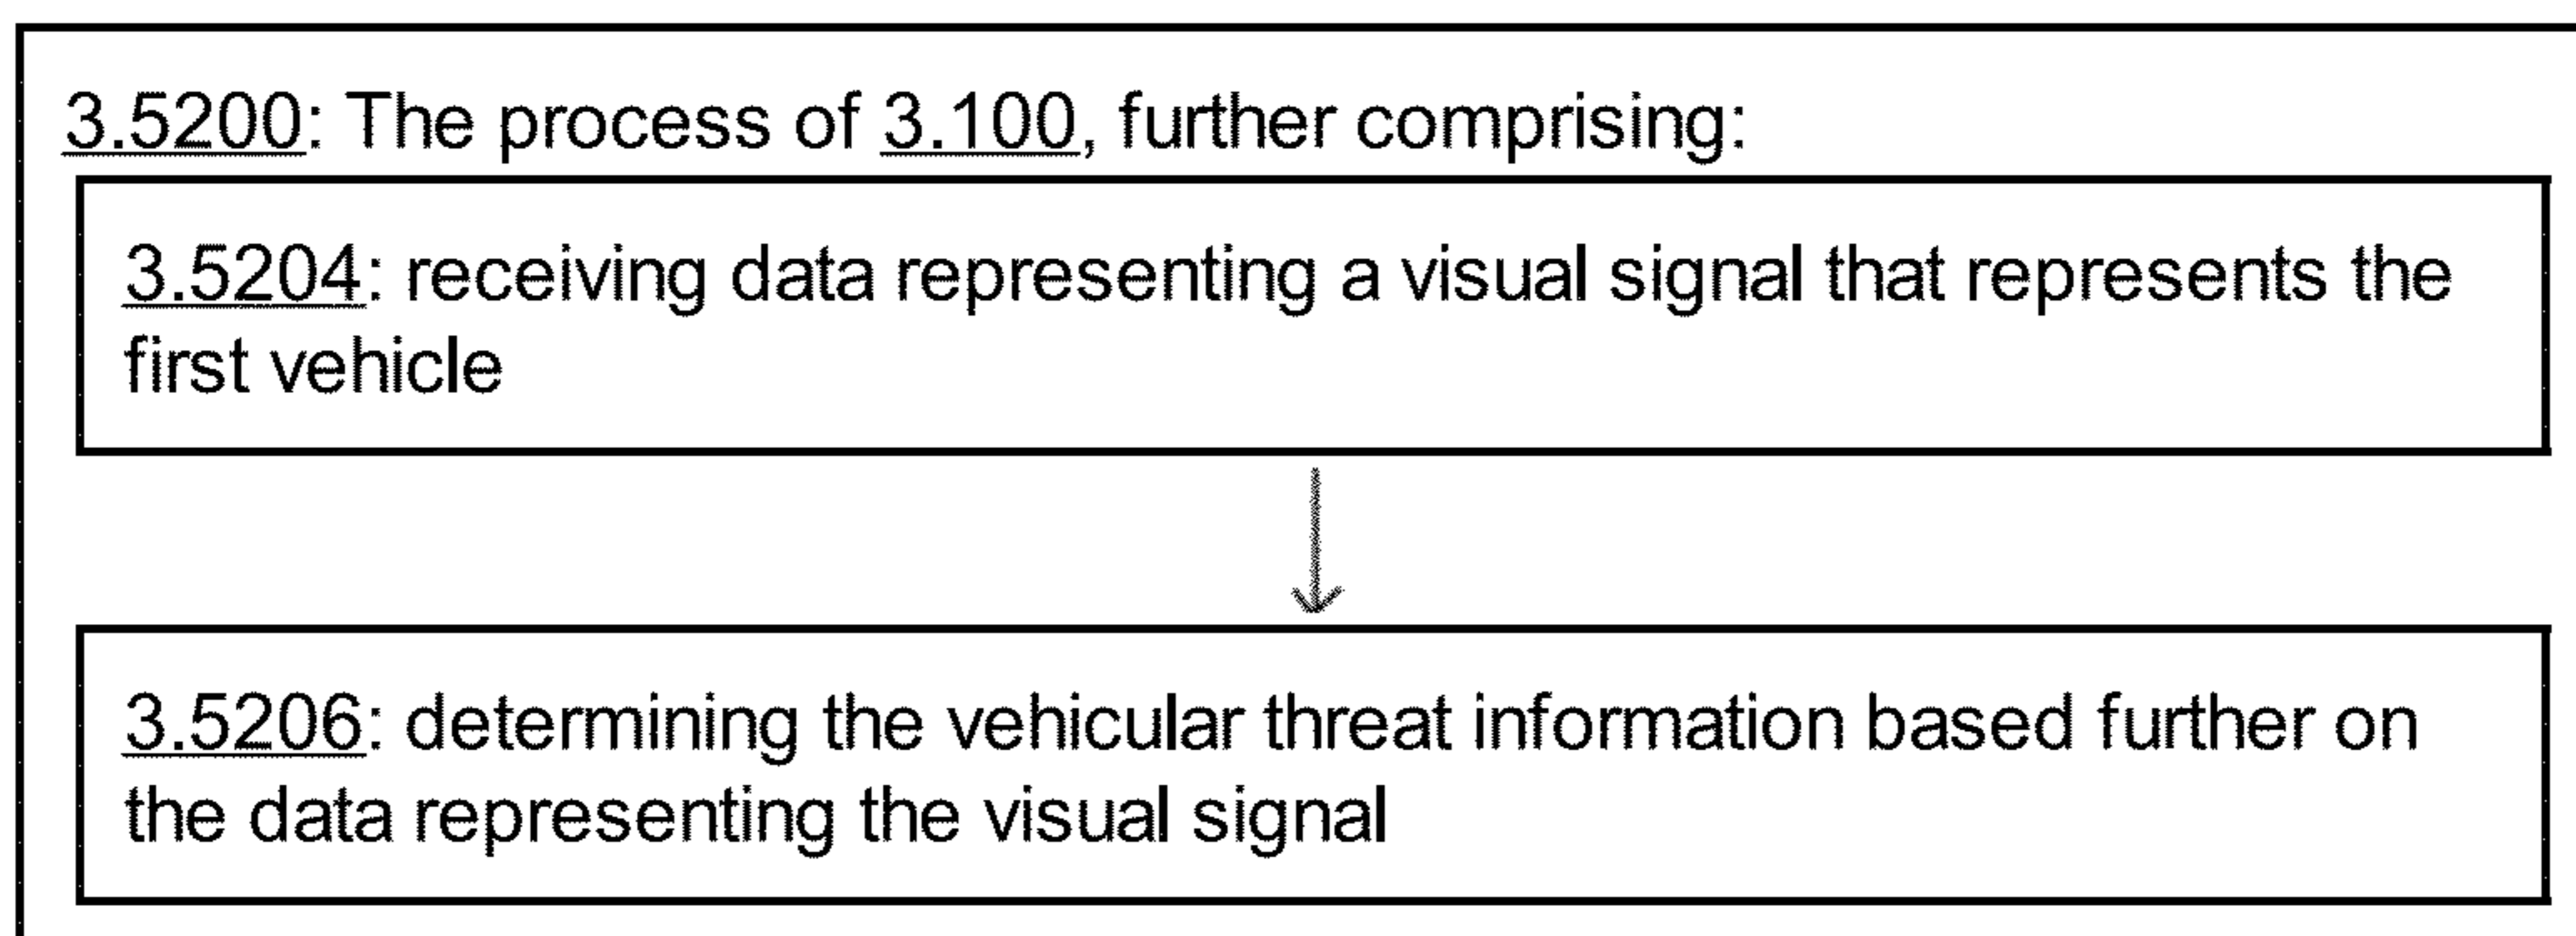 3.5200: The process of 3.100, further comprising:
3.5204: receiving data representing a visual signal that represents the
first vehicle
3.5206: determining the vehicular threat information based further on
the data representing the visual signal